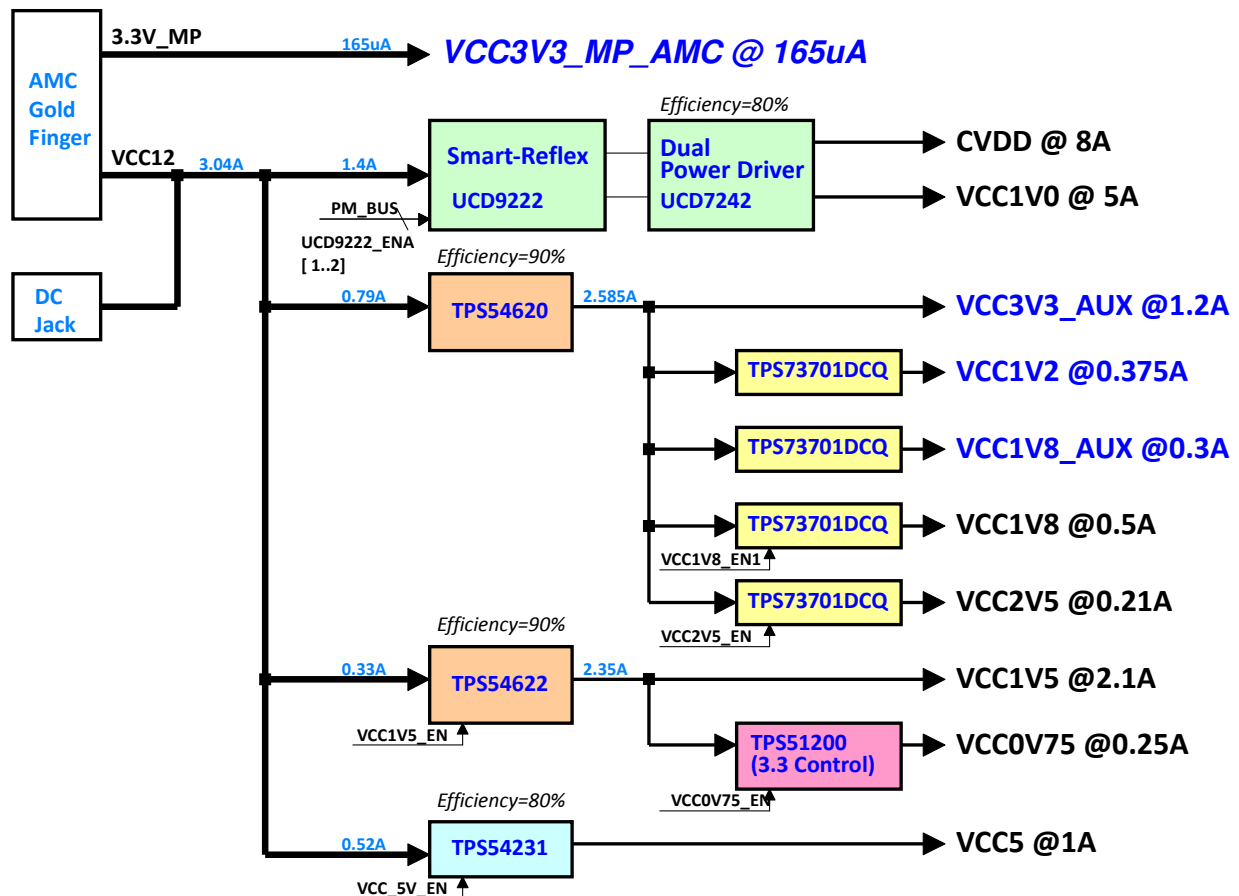 3.3V_MP
165uA
VCC3V3_MP_AMC @ 165uA
AMC
Gold
Finger
VCC12
3.04A
1.4A
Smart-Reflex
UCD9222
Efficiency=80%
Dual
Power Driver
UCD7242
CVDD @ 8A
VCC1V0 @ 5A
PM_BUS
UCD9222_ENA
[ 1..2]
DC
Jack
Efficiency=90%
0.79A
TPS54620
2.585A
VCC3V3_AUX @1.2A
TPS73701DCQ
VCC1V2 @0.375A
TPS73701DCQ
VCC1V8_AUX @0.3A
TPS73701DCQ
VCC1V8 @0.5A
VCC1V8_EN1
TPS73701DCQ
VCC2V5 @0.21A
VCC2V5_EN
Efficiency=90%
0.33A
TPS54622
2.35A
VCC1V5 @2.1A
VCC1V5_EN
TPS51200
(3.3 Control)
VCC0V75 @0.25A
VCC0V75_EN
Efficiency=80%
0.52A
TPS54231
VCC5 @1A
VCC_5V_EN